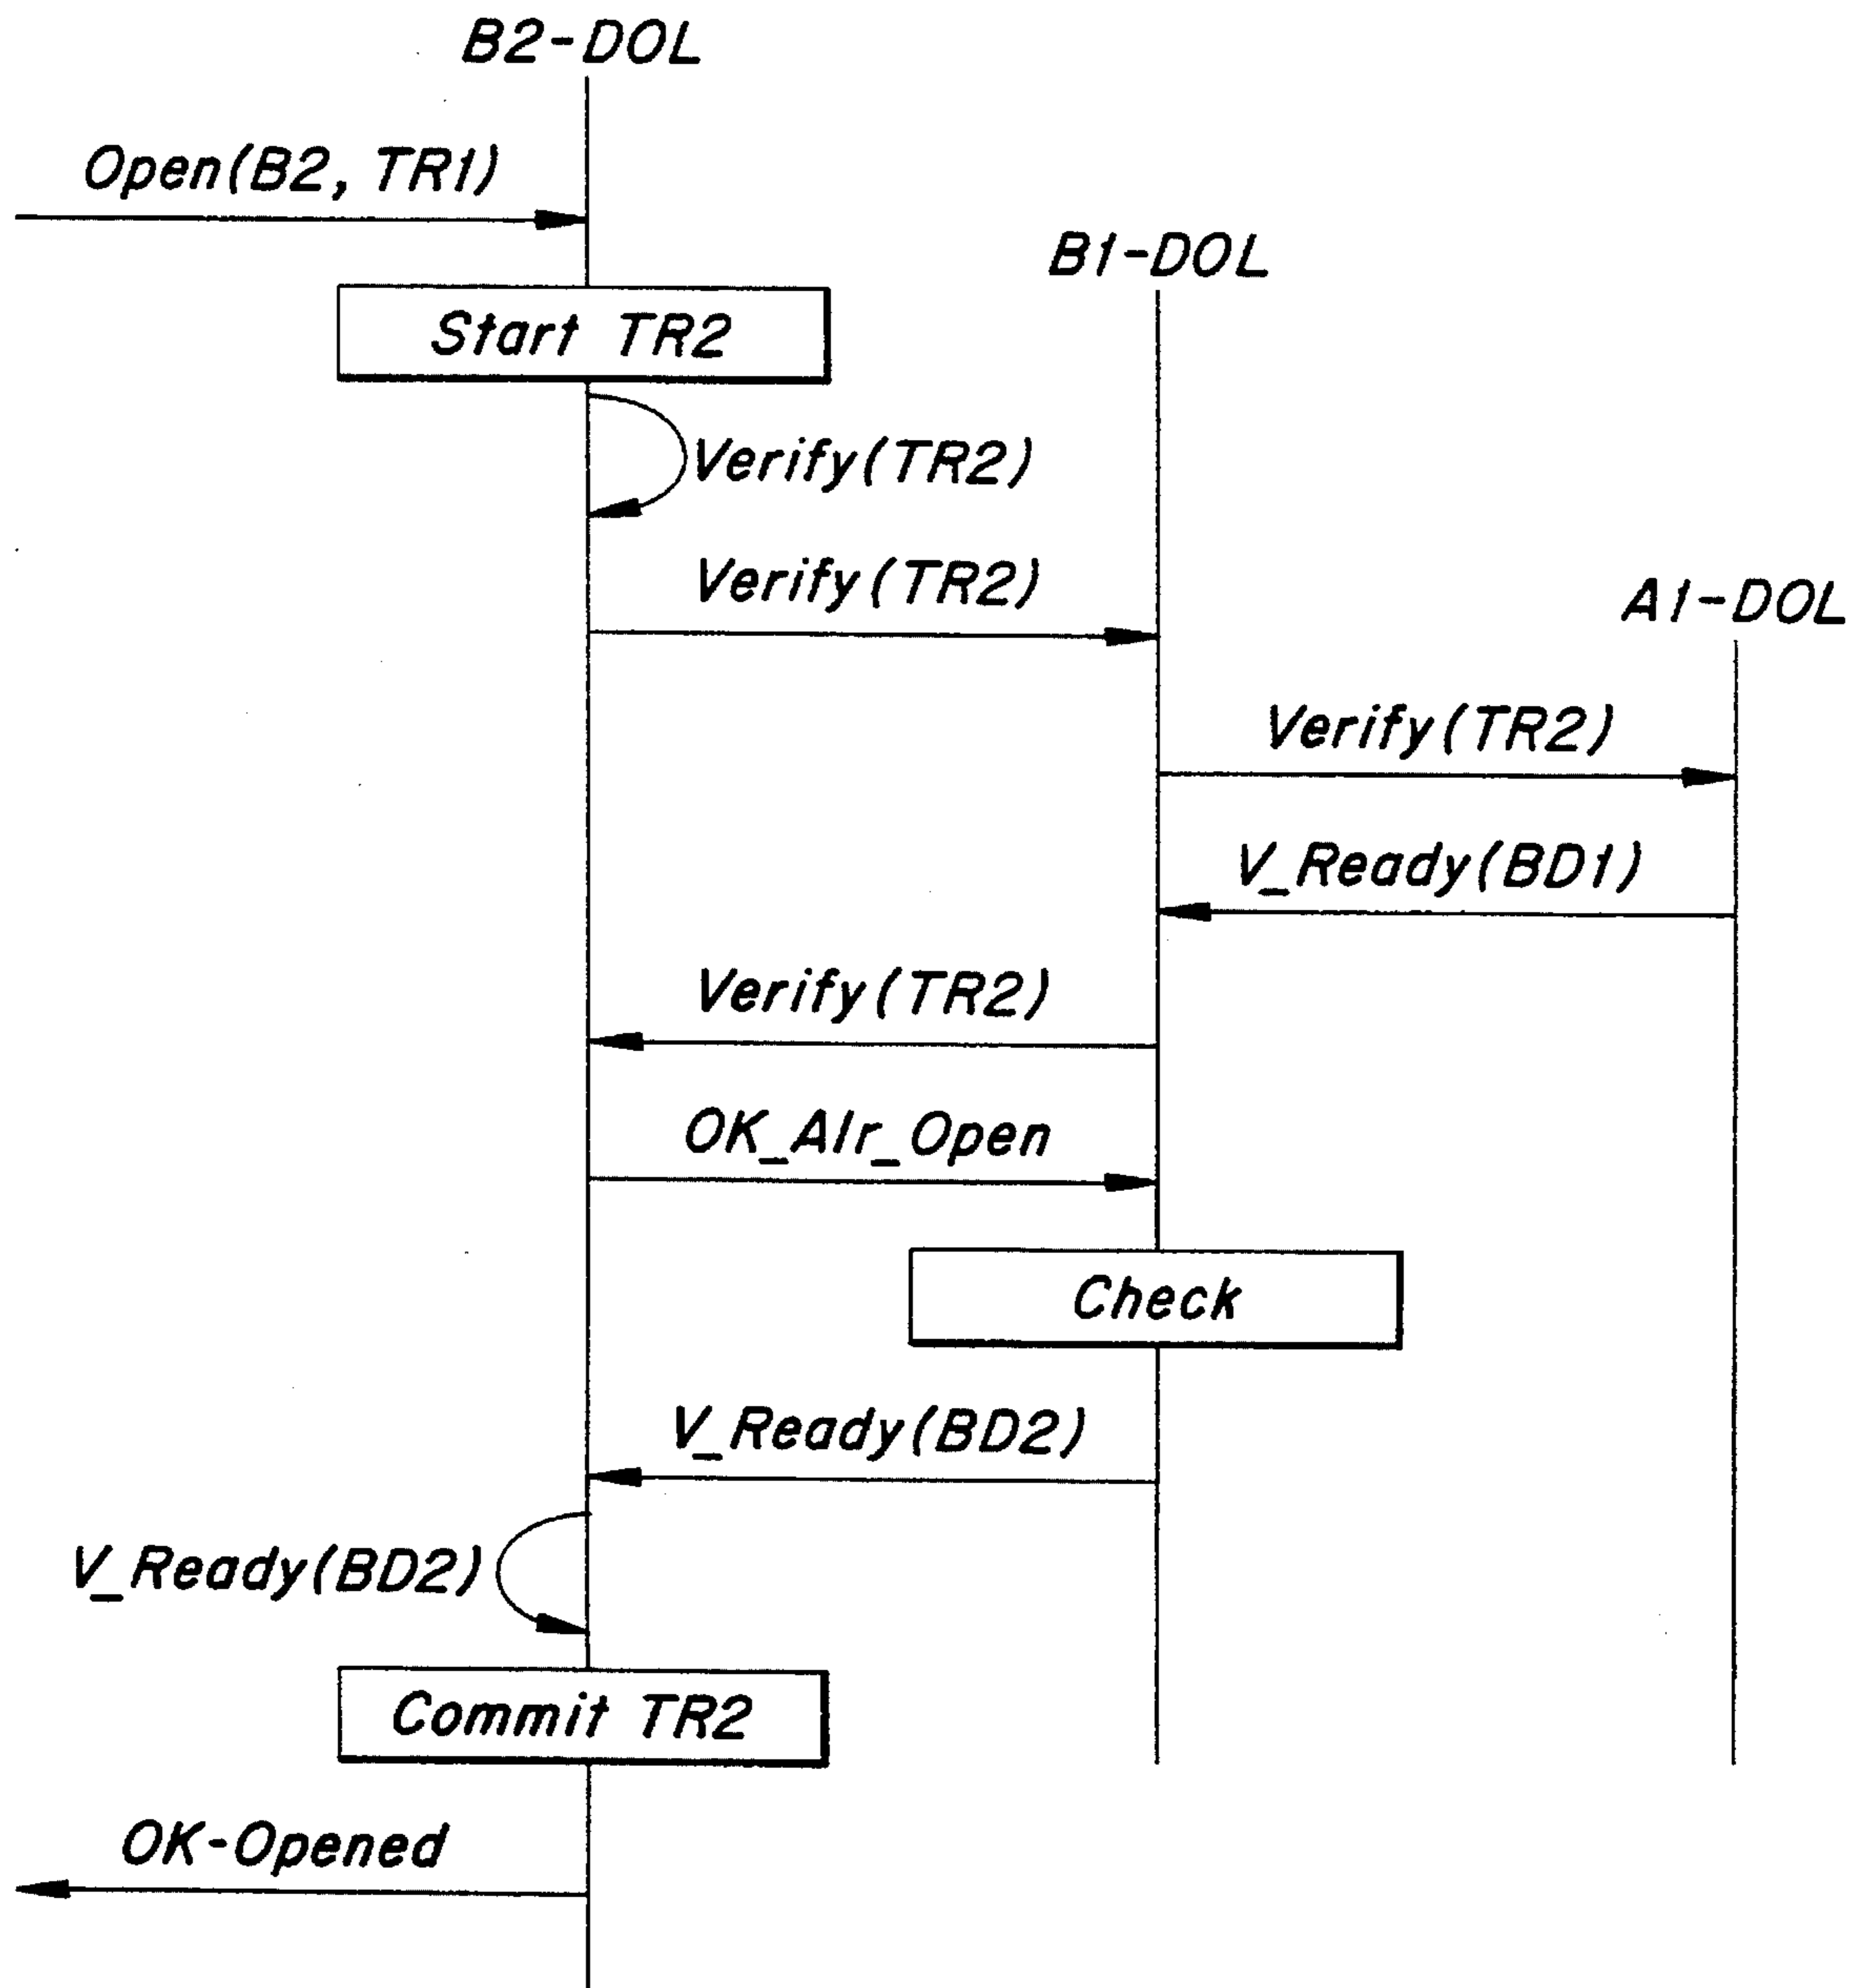 B2-DOL
Open(B2, TR1)
B1-DOL
Start TR2
Verify(TR2)
Verify(TR2)
A1-DOL
Verify(TR2)
V_Ready(BD1)
Verify(TR2)
OK_Alr_Open
Check
V_Ready(BD2)
V_Ready(BD2)
Commit TR2
OK-Opened